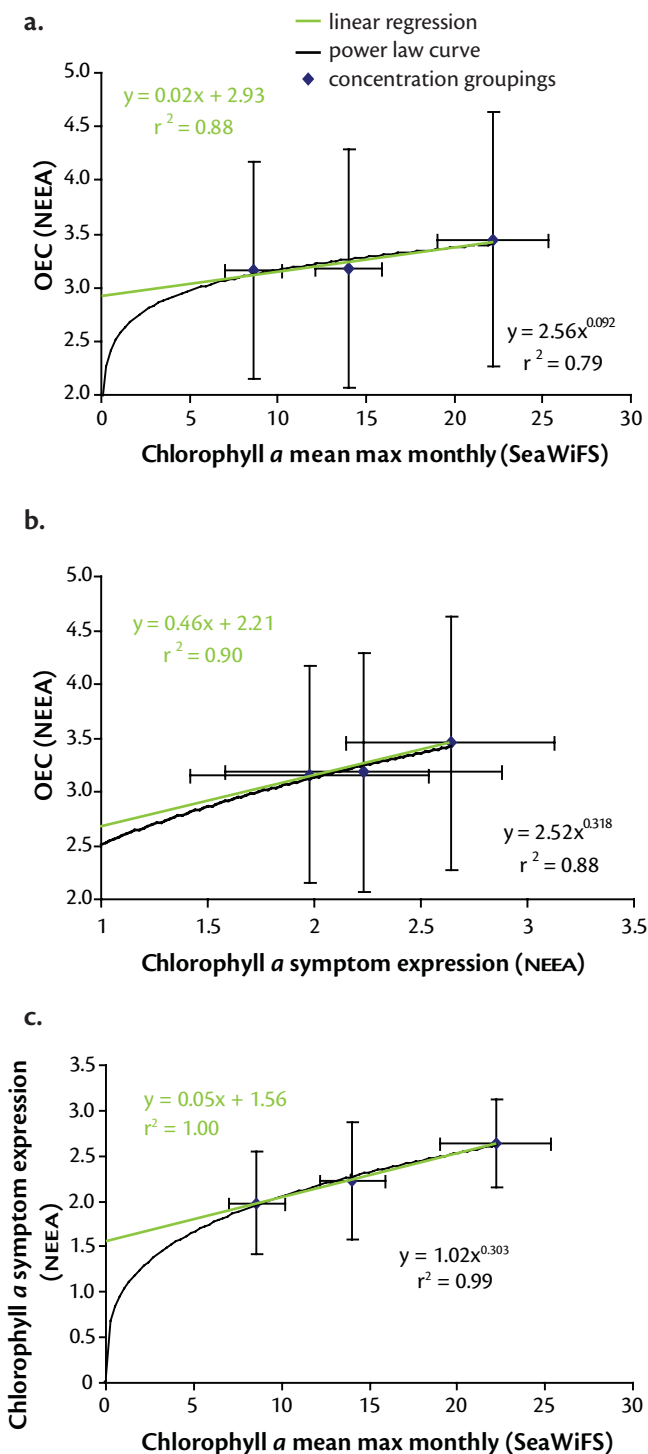 a.
linear regression
power law curve
concentration groupings
y = 0.02x + 2.93
r² = 0.88
OEC (NEEA)
5.0
4.5
4.0
3.5
3.0
2.5
2.0
y = 2.56x^0.092
r² = 0.79
0 5 10 15 20 25 30
Chlorophyll a mean max monthly (SeaWiFS)
b.
y = 0.46x + 2.21
r² = 0.90
OEC (NEEA)
5.0
4.5
4.0
3.5
3.0
2.5
2.0
y = 2.52x^0.318
r² = 0.88
1 1.5 2 2.5 3 3.5
Chlorophyll a symptom expression (NEEA)
c.
y = 0.05x + 1.56
r² = 1.00
Chlorophyll a symptom expression
(NEEA)
3.5
3.0
2.5
2.0
1.5
1.0
0.5
0
y = 1.02x^0.303
r² = 0.99
0 5 10 15 20 25 30
Chlorophyll a mean max monthly (SeaWiFS)